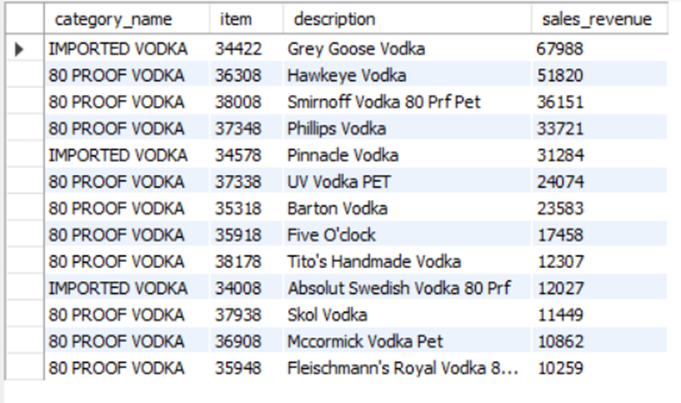 category_name item description sales_revenue
IMPORTED VODKA 34422 Grey Goose Vodka 67988
80 PROOF VODKA 36308 Hawkeye Vodka 51820
80 PROOF VODKA 38008 Smirnoff Vodka 80 Prf Pet 36151
80 PROOF VODKA 37348 Phillips Vodka 33721
IMPORTED VODKA 34578 Pinnacle Vodka 31284
80 PROOF VODKA 37338 UV Vodka PET 24074
80 PROOF VODKA 35318 Barton Vodka 23583
80 PROOF VODKA 35918 Five O'clock 17458
80 PROOF VODKA 38178 Tito's Handmade Vodka 12307
IMPORTED VODKA 34008 Absolut Swedish Vodka 80 Prf 12027
80 PROOF VODKA 37938 Skol Vodka 11449
80 PROOF VODKA 36908 Mccormick Vodka Pet 10862
80 PROOF VODKA 35948 Fleischmann's Royal Vodka 8... 10259